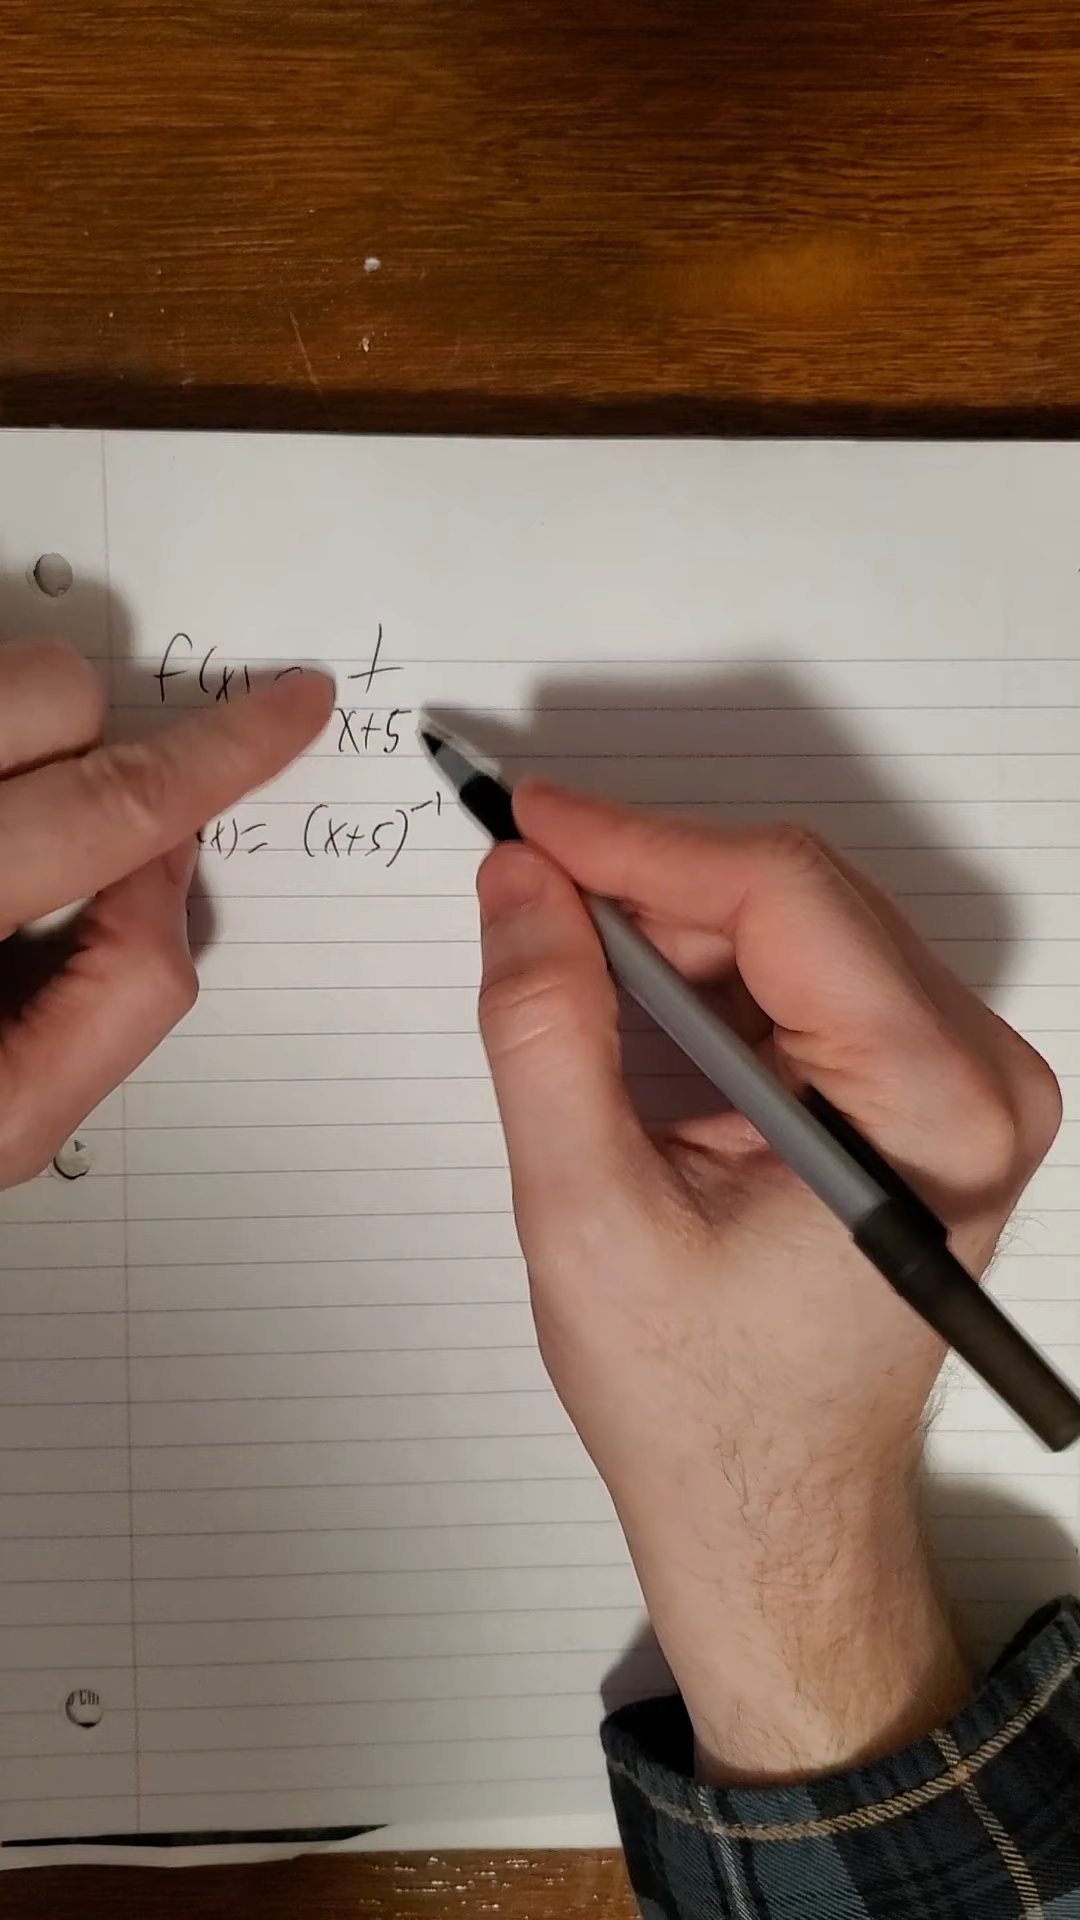 f(x) = 1
x+5
(x) = (x+5)^-1